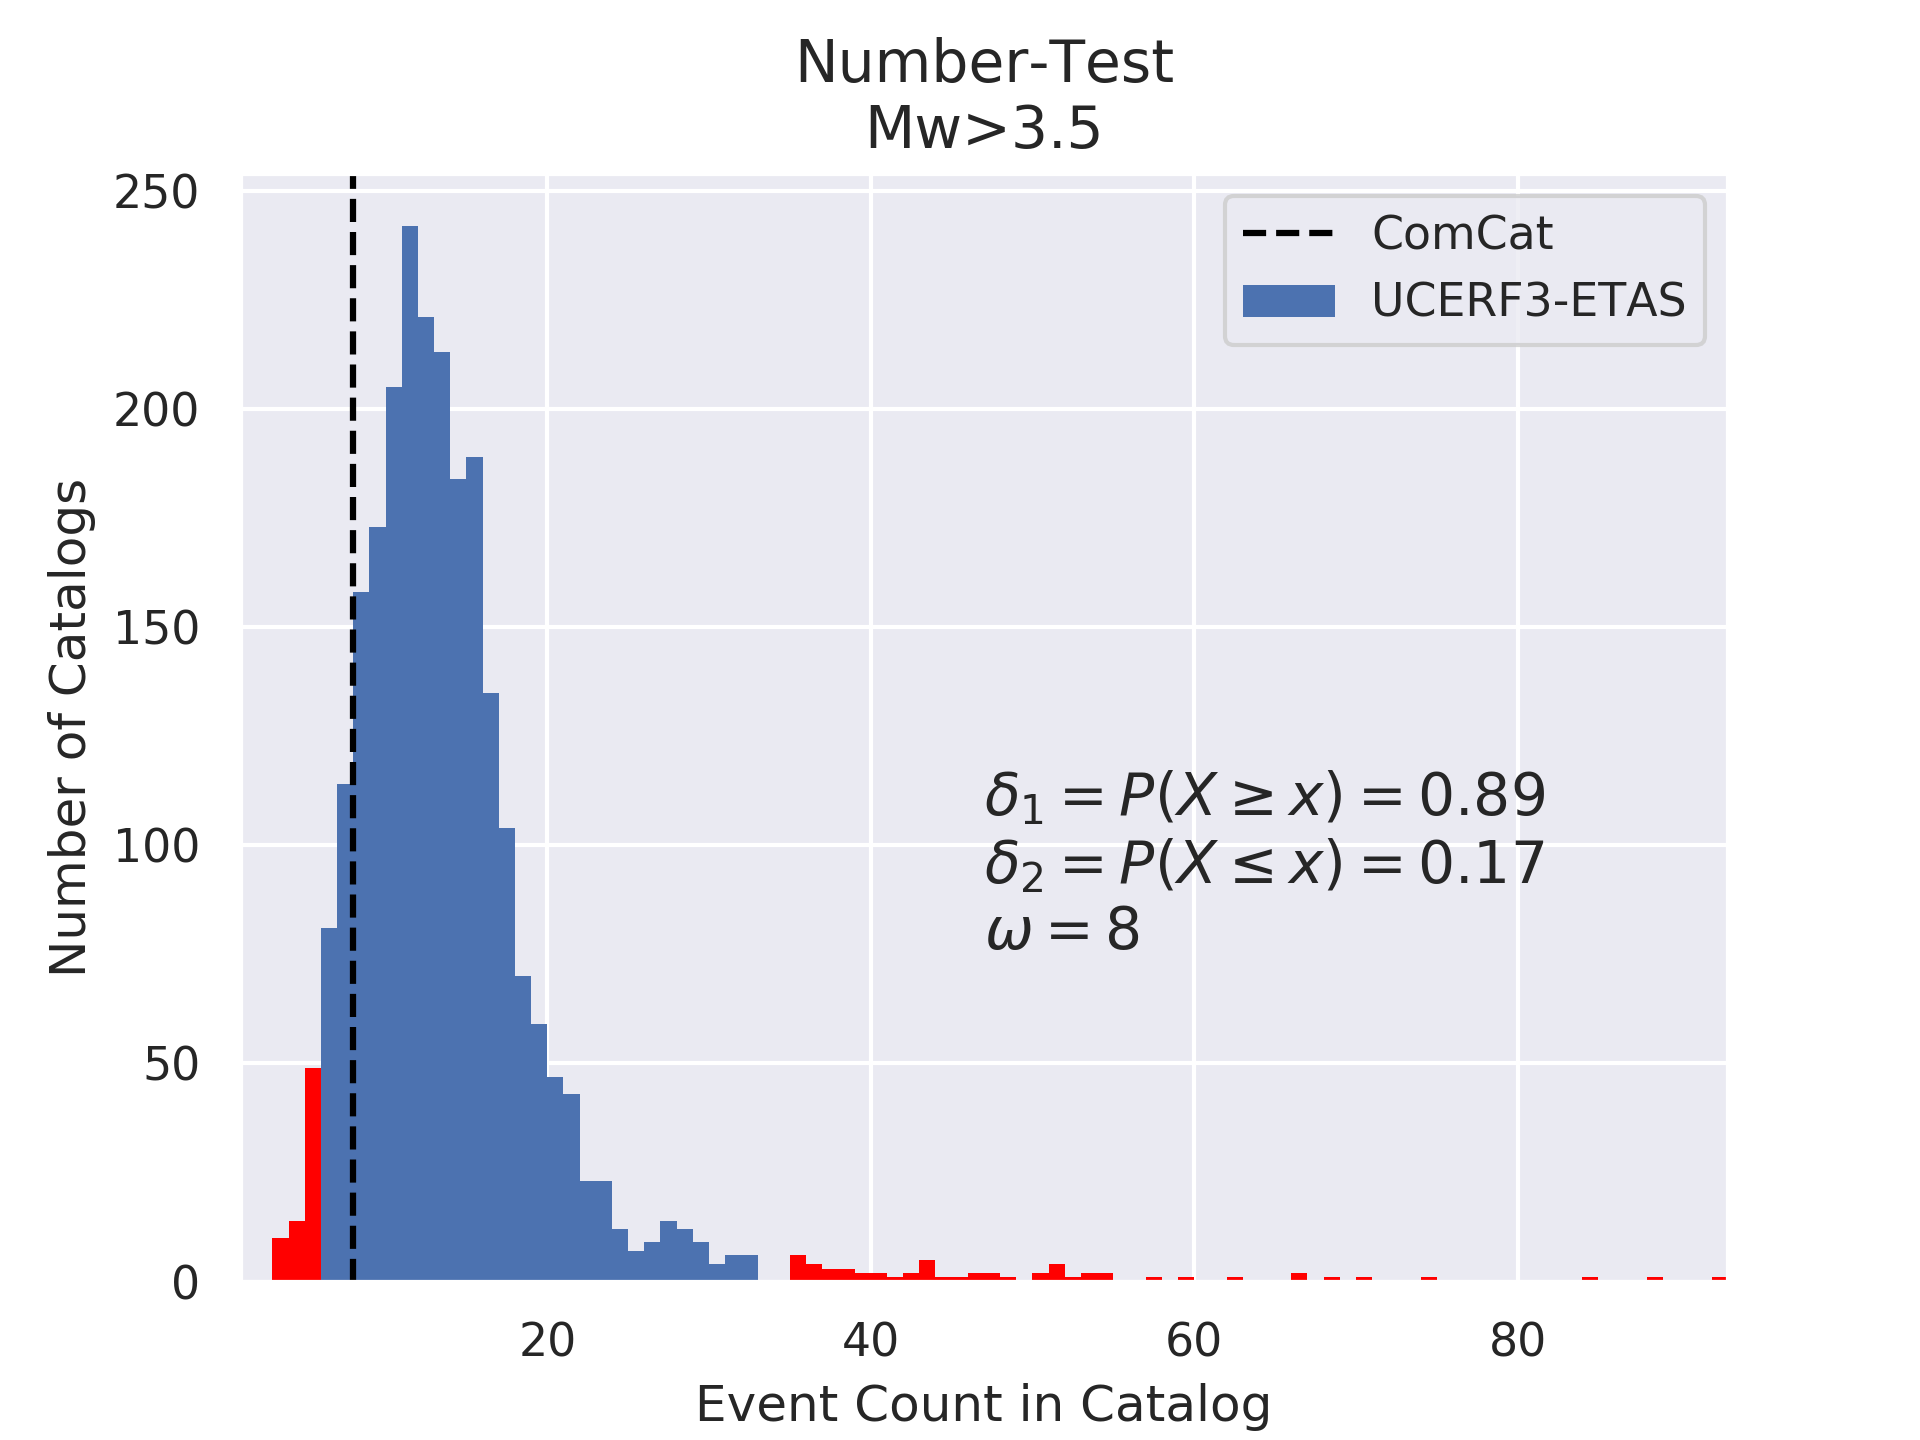 Number-Test
Mw>3.5
250
200
150
100
50
0
Number of Catalogs
ComCat
UCERF3-ETAS
δ₁ = P(X ≥ x) = 0.89
δ₂ = P(X ≤ x) = 0.17
ω = 8
20 40 60 80
Event Count in Catalog